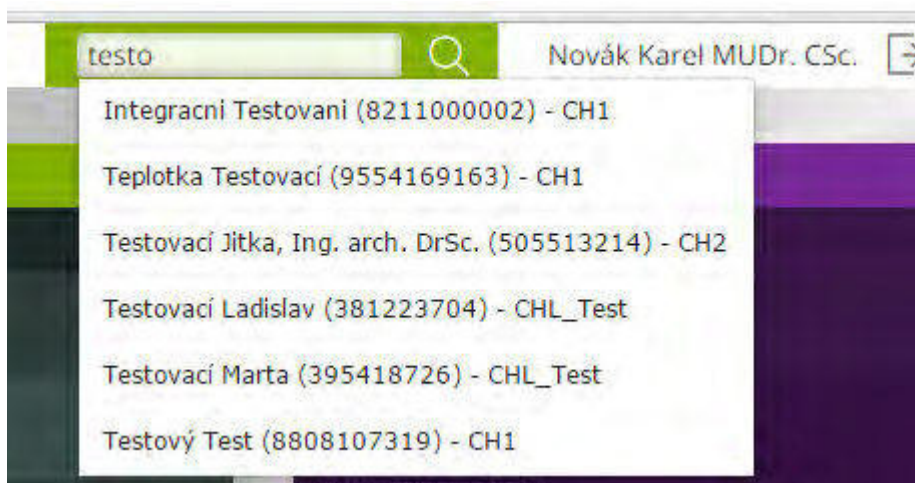 testo
Novák Karel MUDr. CSc.
Integracni Testovani (8211000002) - CH1
Teplotka Testovací (9554169163) - CH1
Testovací Jitka, Ing. arch. DrSc. (505513214) - CH2
Testovací Ladislav (381223704) - CHL_Test
Testovací Marta (395418726) - CHL_Test
Testový Test (8808107319) - CH1